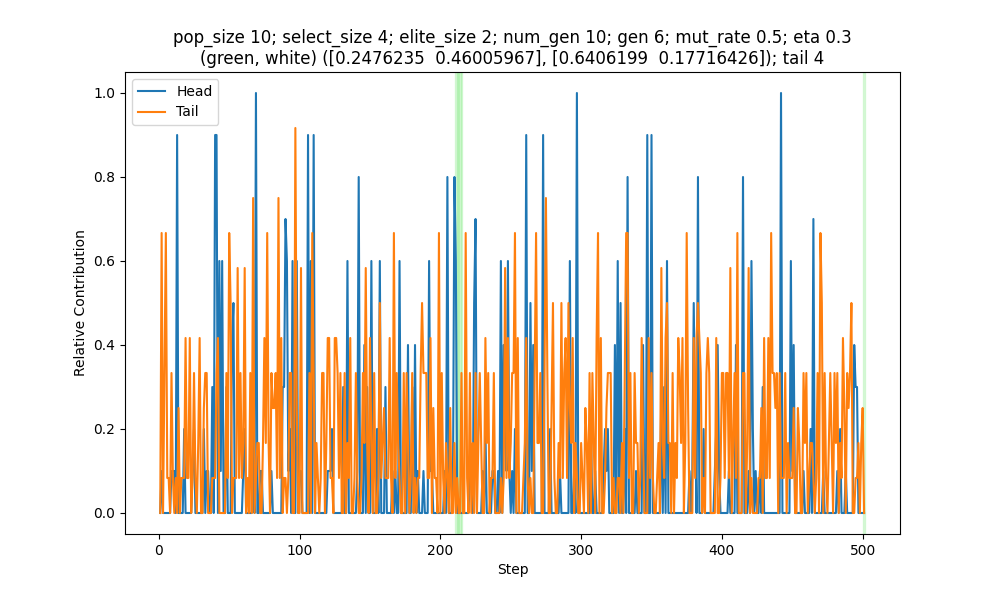 pop_size 10; select_size 4; elite_size 2; num_gen 10; gen 6; mut_rate 0.5; eta 0.3
(green, white) ([0.2476235  0.46005967], [0.6406199  0.17716426]); tail 4
Head
Tail
1.0
0.8
0.6
0.4
0.2
0.0
Relative Contribution
0
100
200
300
400
500
Step